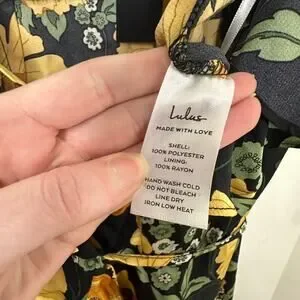 Lulus
MADE WITH LOVE
SHELL:
100% POLYESTER
LINING:
100% RAYON
HAND WASH COLD
DO NOT BLEACH
LINE DRY
IRON LOW HEAT